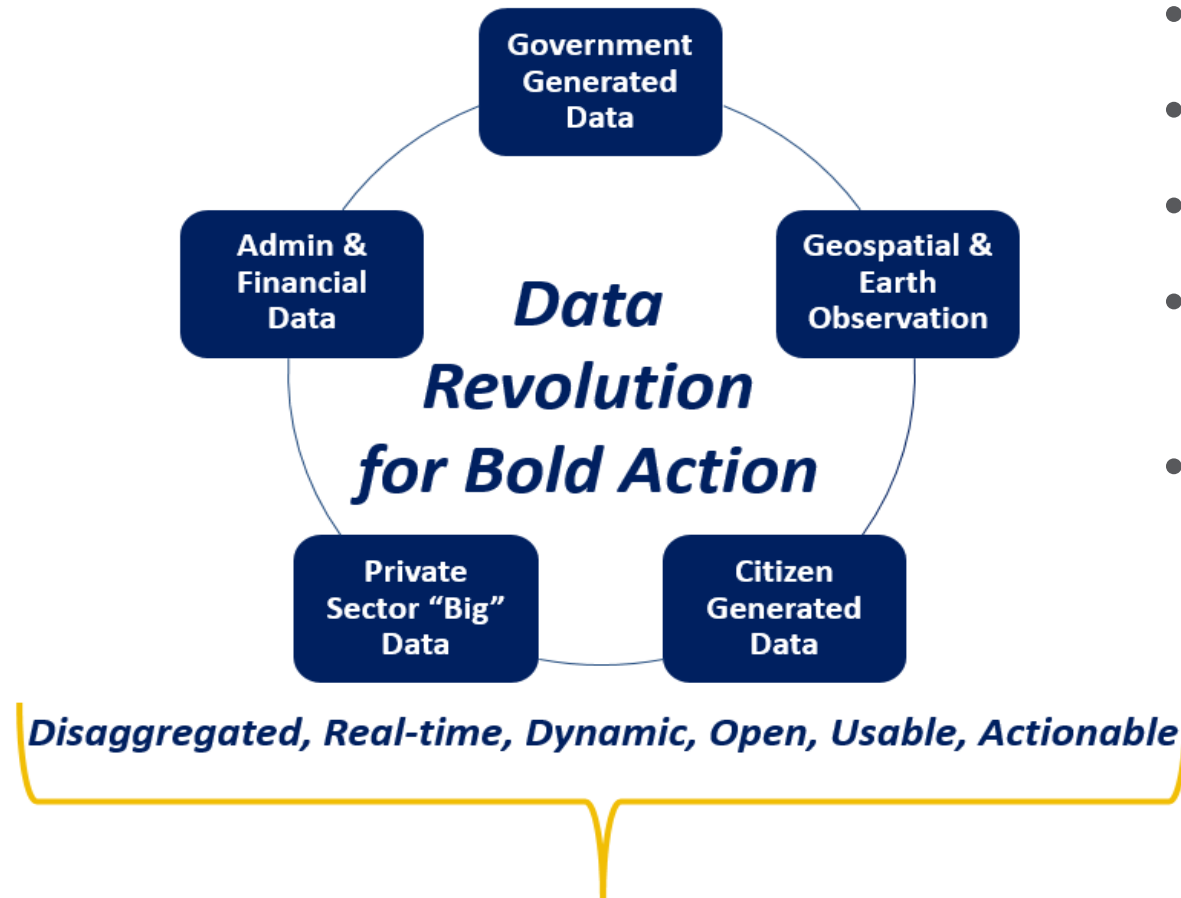 Government
Generated
Data
Admin &
Financial
Data
Geospatial &
Earth
Observation
Data
Revolution
for Bold Action
Private
Sector “Big”
Data
Citizen
Generated
Data
Disaggregated, Real-time, Dynamic, Open, Usable, Actionable